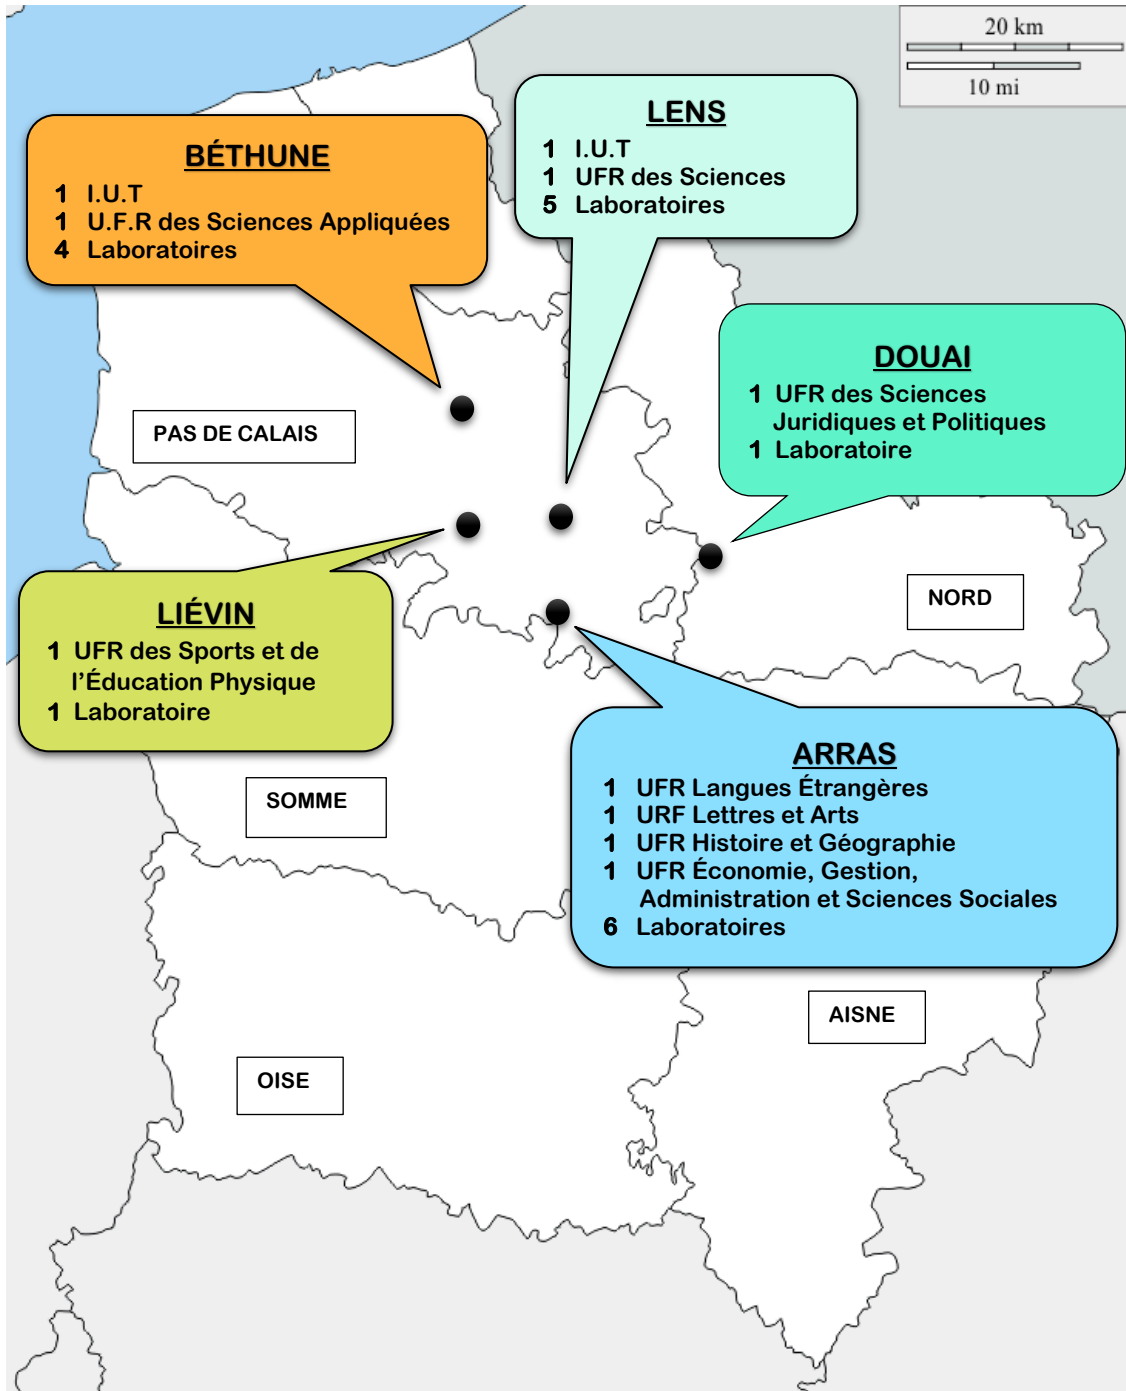 20 km
10 mi
LENS
1 I.U.T
1 UFR des Sciences
5 Laboratoires
BÉTHUNE
1 I.U.T
1 U.F.R des Sciences Appliquées
4 Laboratoires
DOUAI
1 UFR des Sciences
Juridiques et Politiques
1 Laboratoire
PAS DE CALAIS
NORD
LIÉVIN
1 UFR des Sports et de
l’Éducation Physique
1 Laboratoire
ARRAS
1 UFR Langues Étrangères
1 URF Lettres et Arts
1 UFR Histoire et Géographie
1 UFR Économie, Gestion,
Administration et Sciences Sociales
6 Laboratoires
SOMME
AISNE
OISE